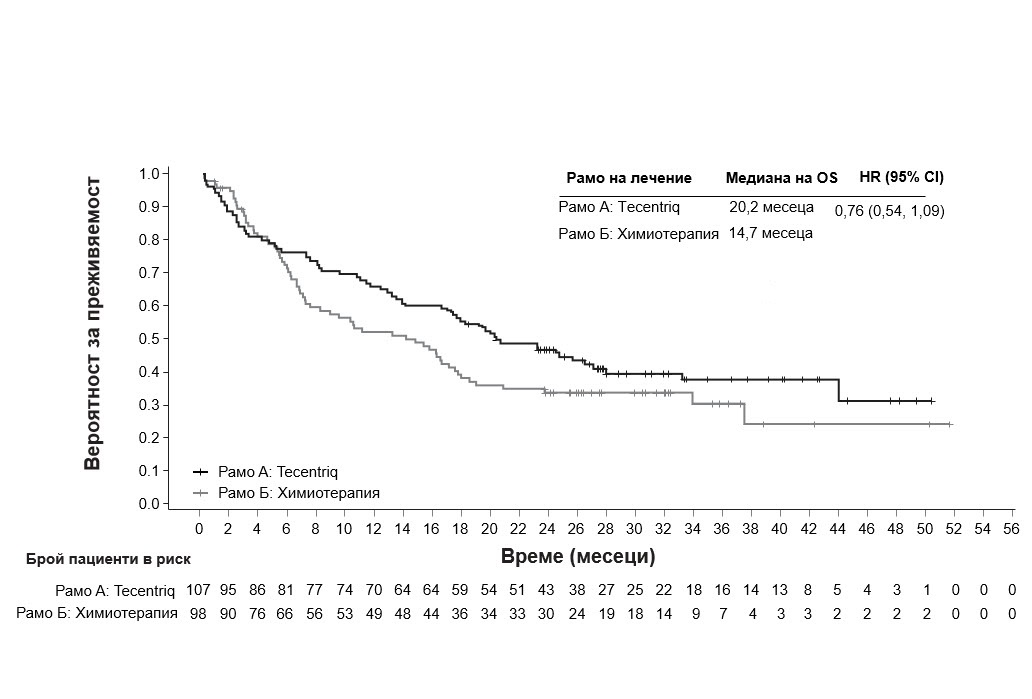 Рамо на лечение Медиана на OS HR (95% CI)
Рамо А: Tecentriq 20,2 месеца 0,76 (0,54, 1,09)
Рамо Б: Химиотерапия 14,7 месеца
Вероятност за преживяемост
1.0
0.9
0.8
0.7
0.6
0.5
0.4
0.3
0.2
0.1
0.0
Рамо А: Tecentriq
Рамо Б: Химиотерапия
0 2 4 6 8 10 12 14 16 18 20 22 24 26 28 30 32 34 36 38 40 42 44 46 48 50 52 54 56
Време (месеци)
Брой пациенти в риск
Рамо А: Tecentriq 107 95 86 81 77 74 70 64 64 59 54 51 43 38 27 25 22 18 16 14 13 8 5 4 3 1 0 0 0
Рамо Б: Химиотерапия 98 90 76 66 56 53 49 48 44 36 34 33 30 24 19 18 14 9 7 4 3 3 2 2 2 2 0 0 0